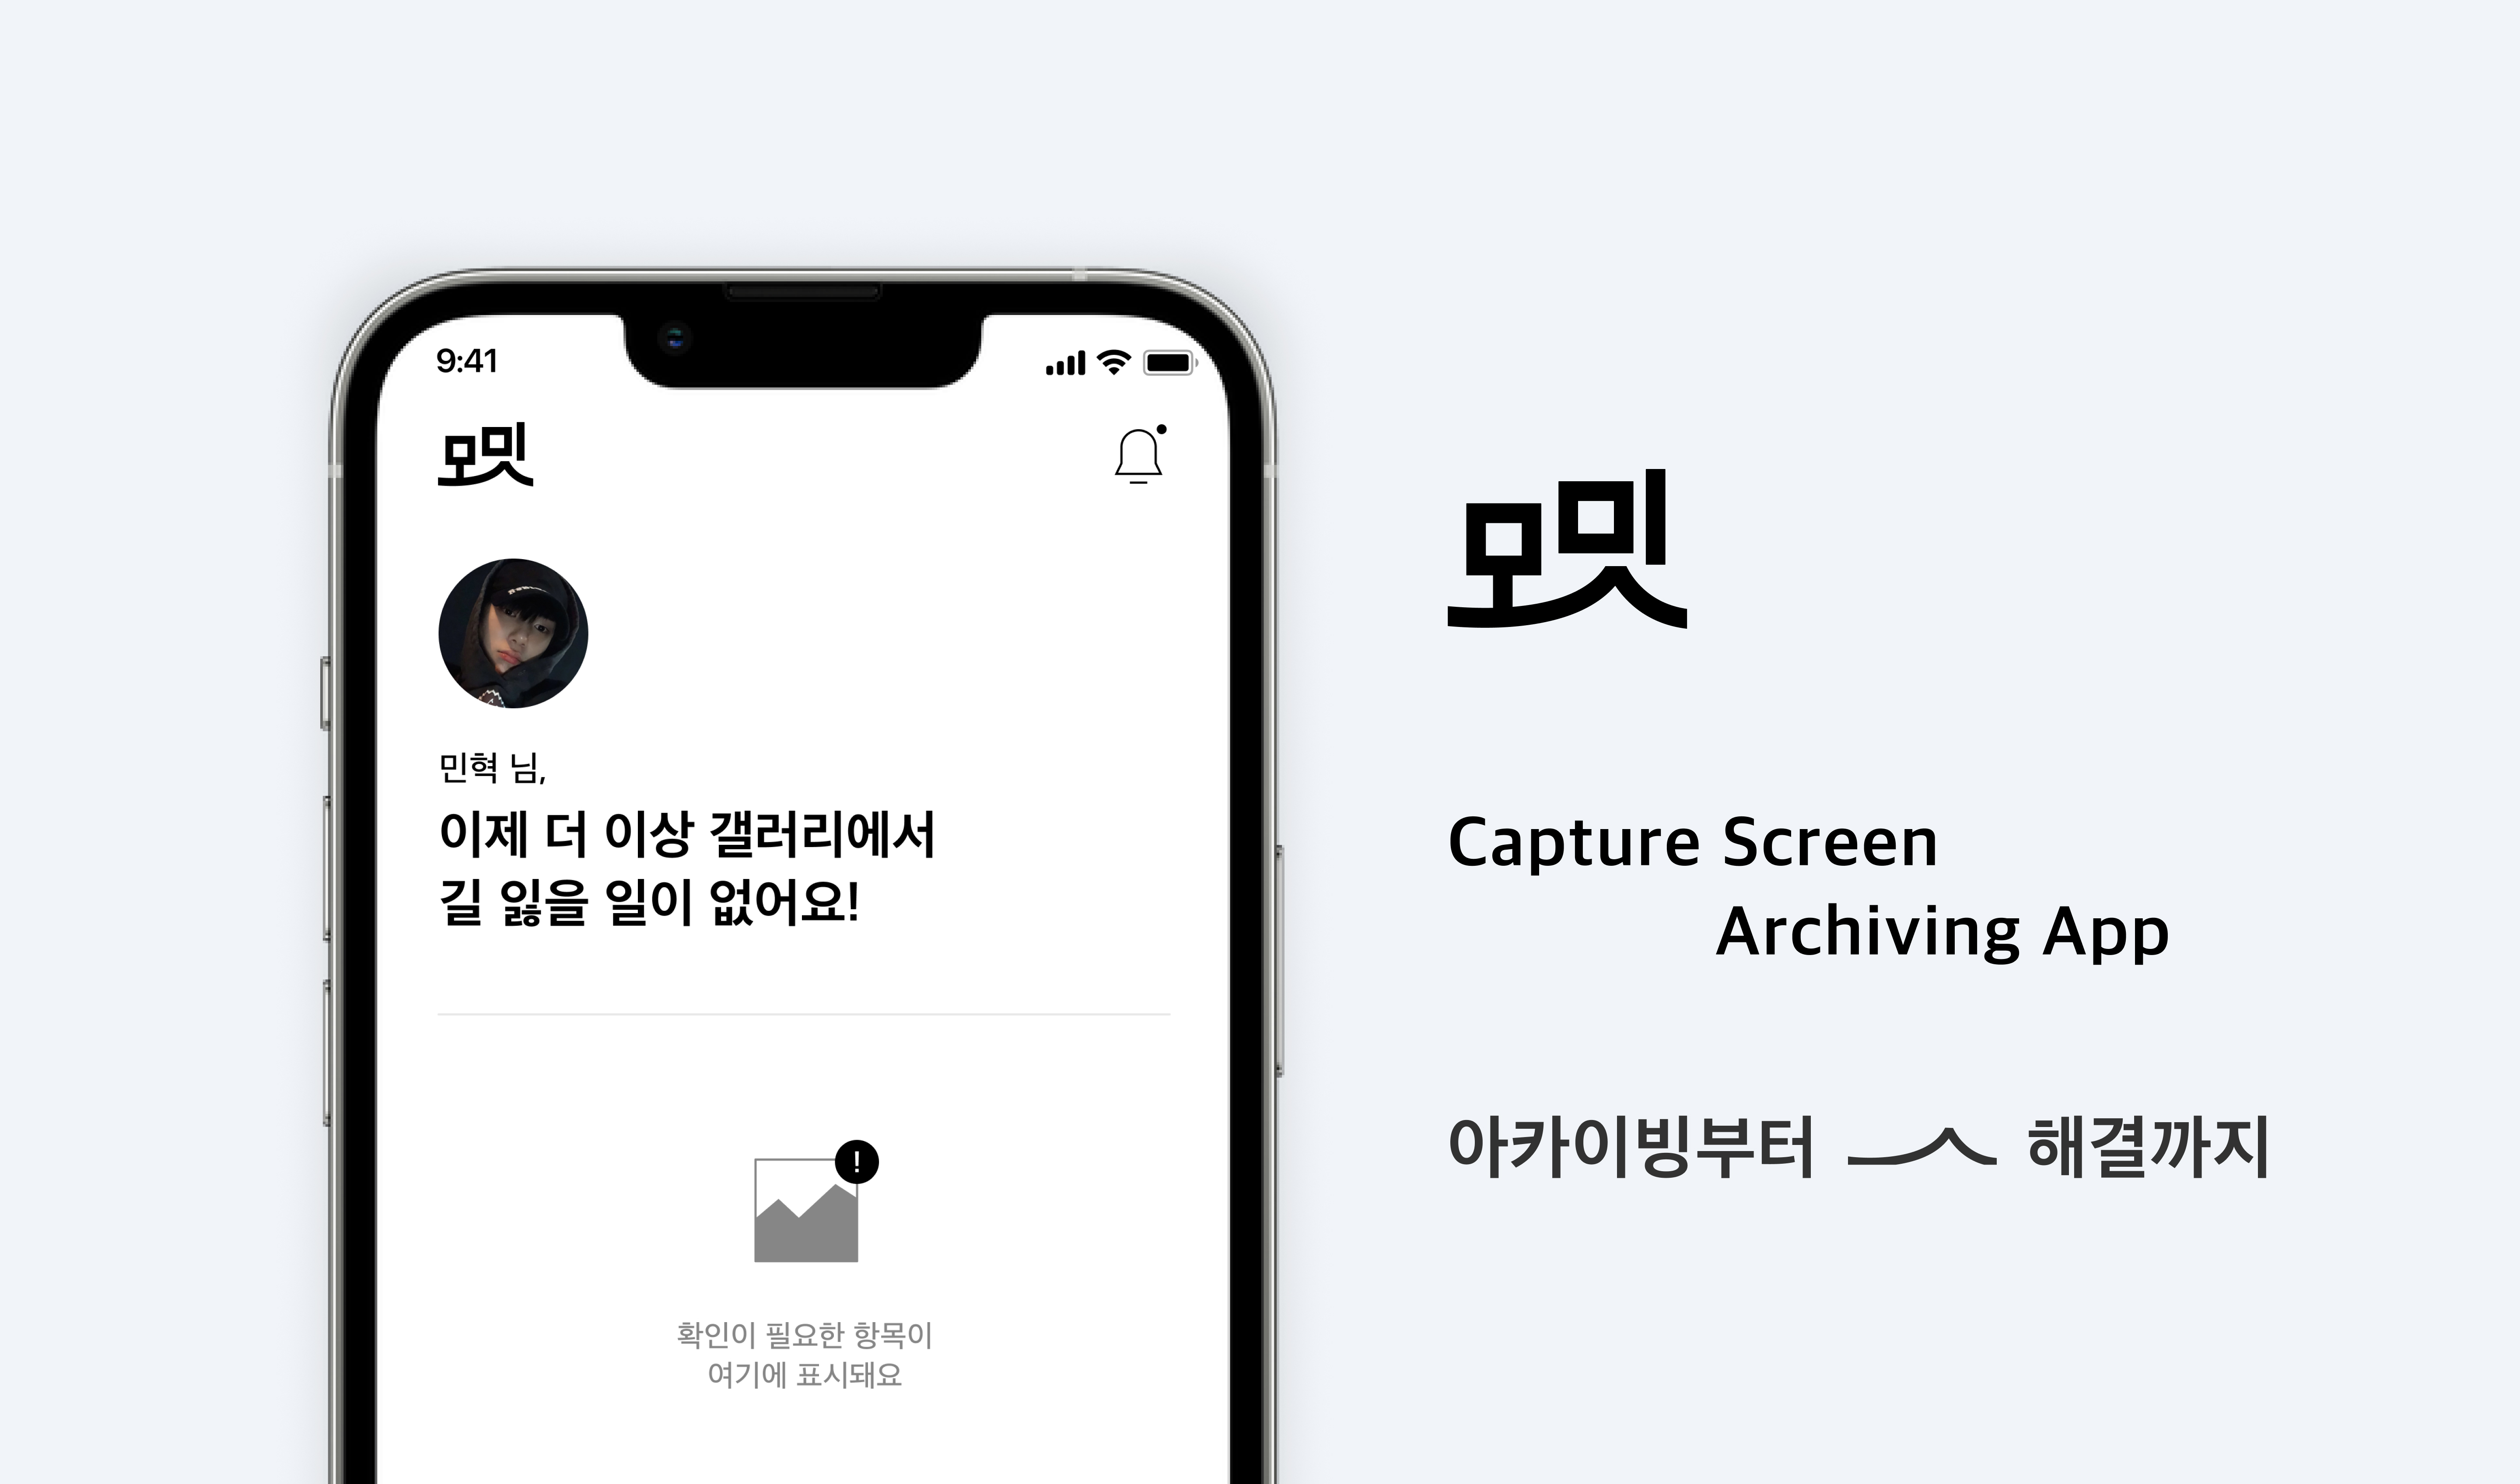 9:41
모밋
민혁 님,
이제 더 이상 갤러리에서
길 잃을 일이 없어요!
!
확인이 필요한 항목이
여기에 표시돼요
모밋
Capture Screen
Archiving App
아카이빙부터 해결까지